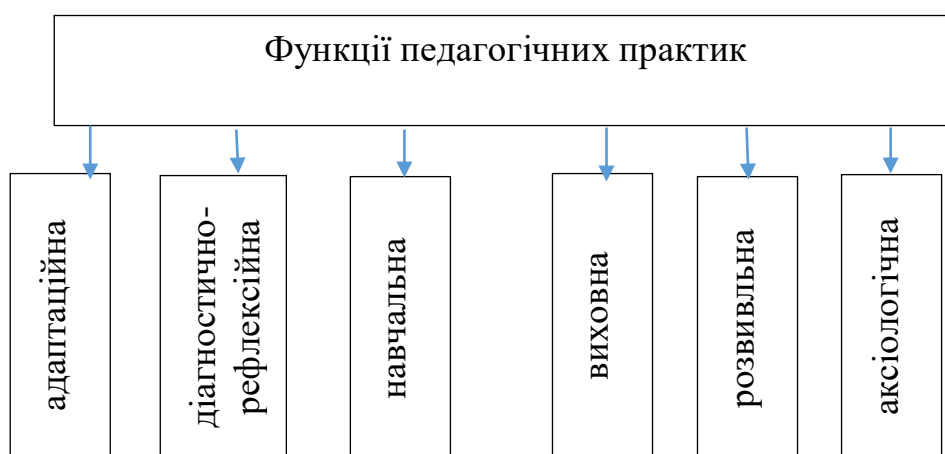 Функції педагогічних практик
адаптаційна
діагностично-
рефлексійна
навчальна
виховна
розвивльна
аксіологічна